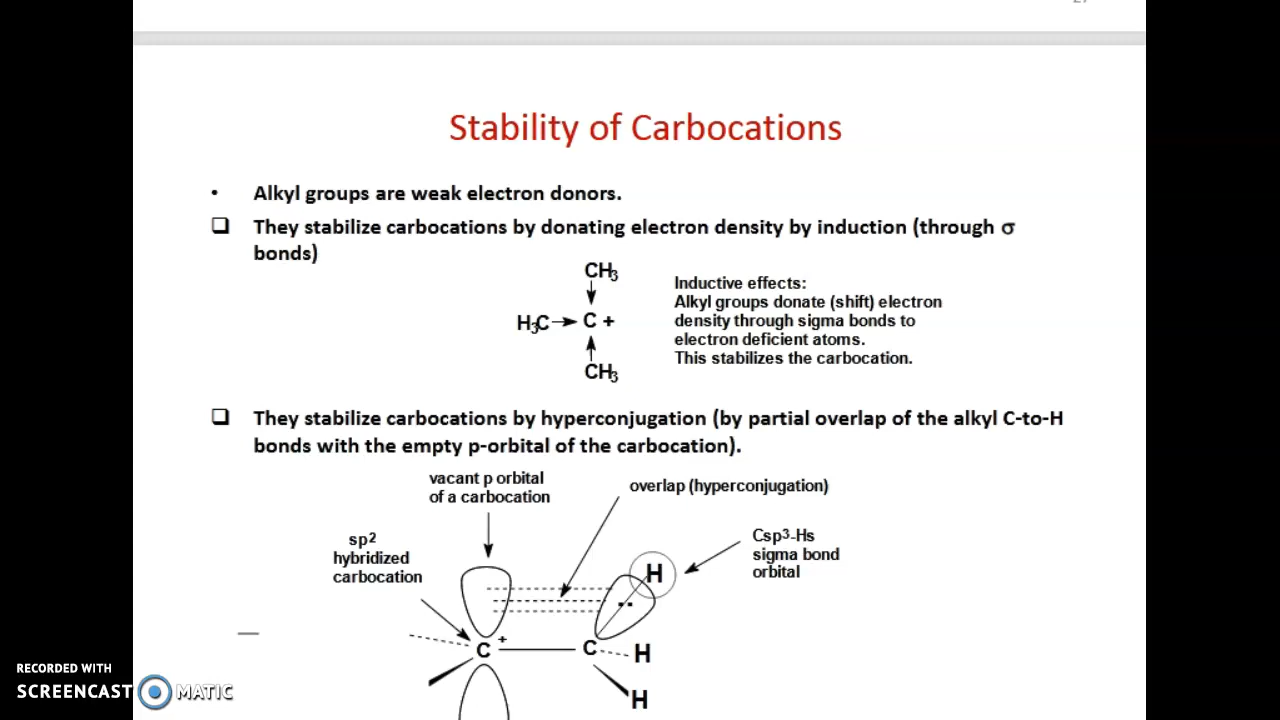 Stability of Carbocations
• Alkyl groups are weak electron donors.
❑ They stabilize carbocations by donating electron density by induction (through σ
bonds)
CH3
H3C C +
CH3
Inductive effects:
Alkyl groups donate (shift) electron
density through sigma bonds to
electron deficient atoms.
This stabilizes the carbocation.
❑ They stabilize carbocations by hyperconjugation (by partial overlap of the alkyl C-to-H
bonds with the empty p-orbital of the carbocation).
vacant p orbital
of a carbocation
overlap (hyperconjugation)
sp2
hybridized
carbocation
Csp3-Hs
sigma bond
orbital
H
C + C H
H
RECORDED WITH
SCREENCAST MATIC